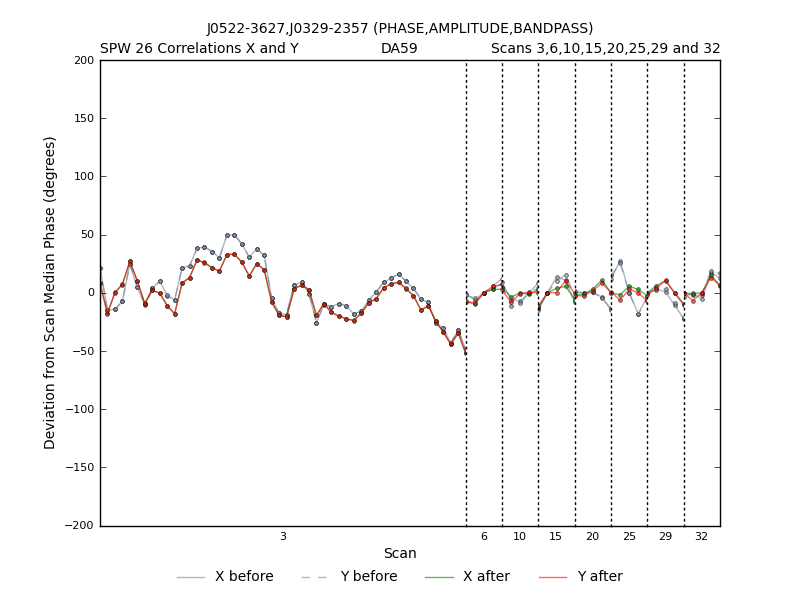 J0522-3627,J0329-2357 (PHASE,AMPLITUDE,BANDPASS)
SPW 26 Correlations X and Y DA59 Scans 3,6,10,15,20,25,29 and 32
Deviation from Scan Median Phase (degrees)
200
150
100
50
0
−50
−100
−150
−200
3 6 10 15 20 25 29 32
Scan
X before Y before X after Y after